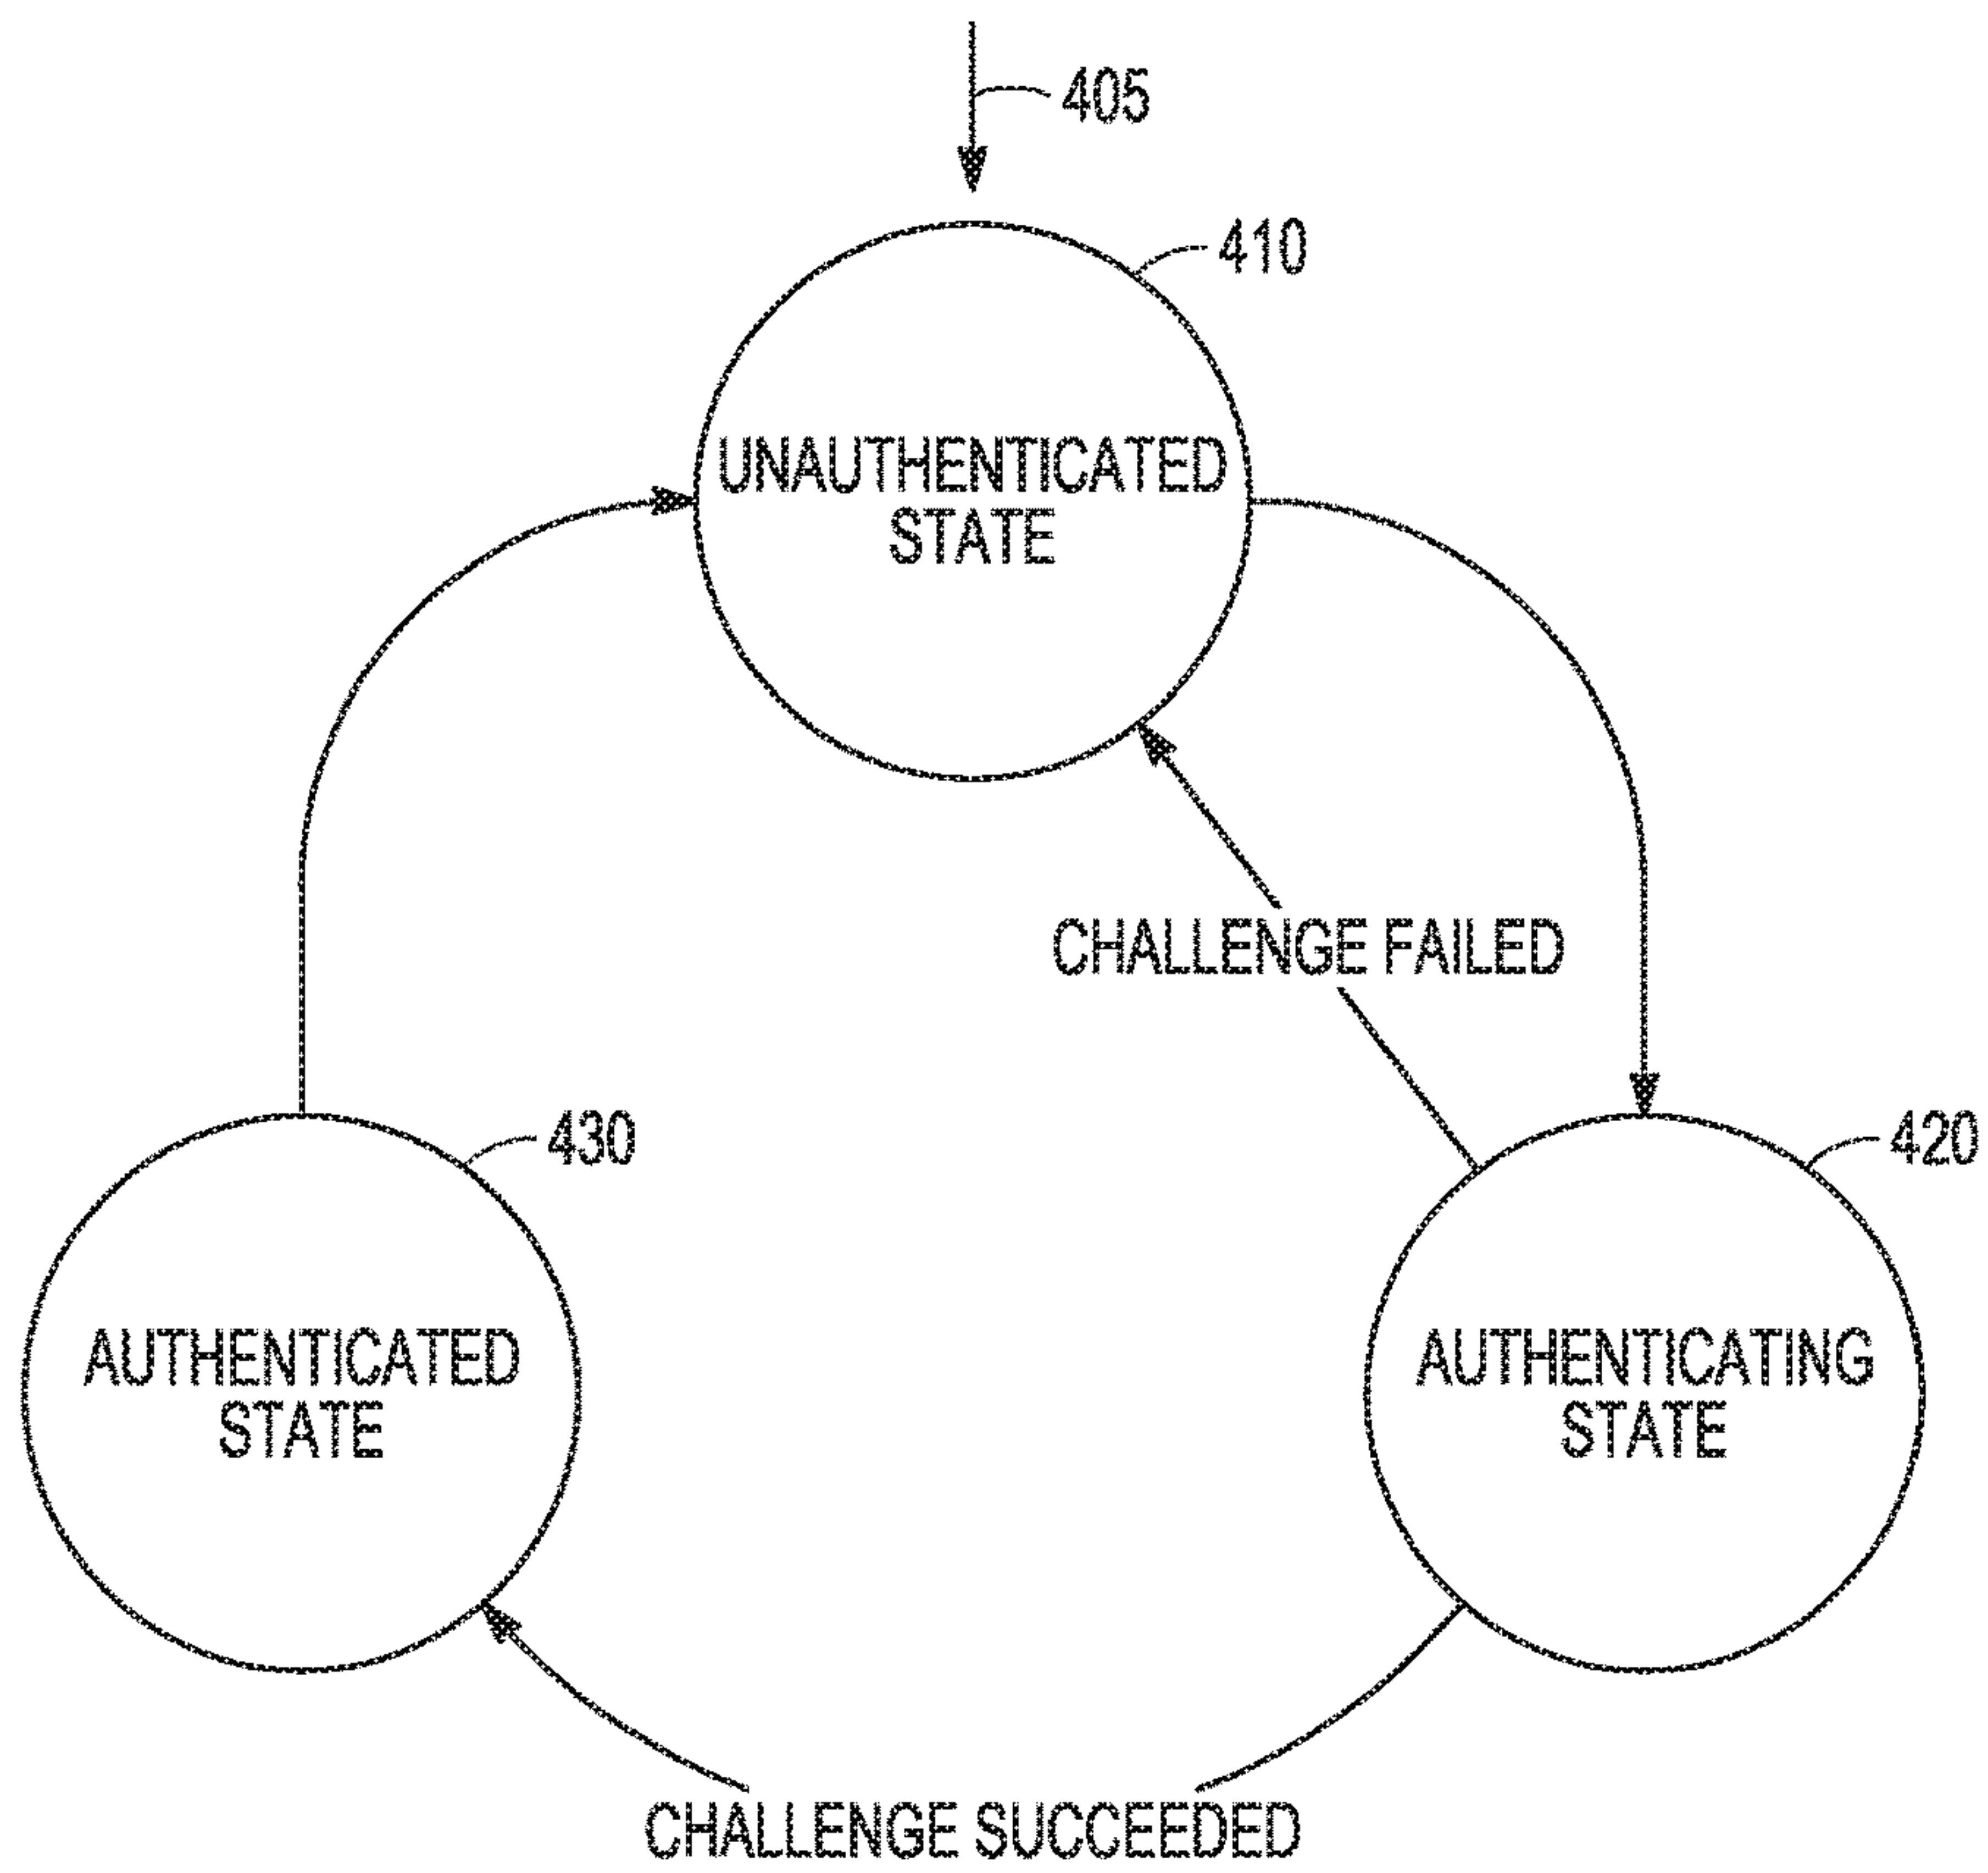 405
410
UNAUTHENTICATED
STATE
CHALLENGE FAILED
430
420
AUTHENTICATED
STATE
AUTHENTICATING
STATE
CHALLENGE SUCCEEDED